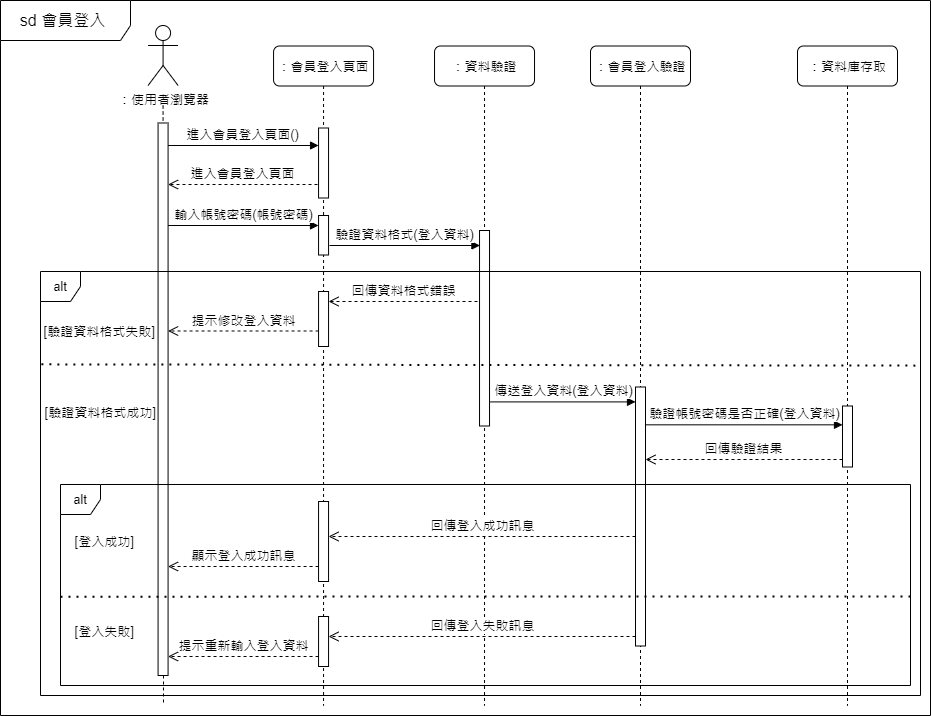 sd 會員登入
：使用者瀏覽器
：會員登入頁面
：資料驗證
：會員登入驗證
：資料庫存取
進入會員登入頁面()
進入會員登入頁面
輸入帳號密碼(帳號密碼)
驗證資料格式(登入資料)
alt
回傳資料格式錯誤
提示修改登入資料
[驗證資料格式失敗]
傳送登入資料(登入資料)
[驗證資料格式成功]
驗證帳號密碼是否正確(登入資料)
回傳驗證結果
alt
回傳登入成功訊息
[登入成功]
顯示登入成功訊息
回傳登入失敗訊息
[登入失敗]
提示重新輸入登入資料